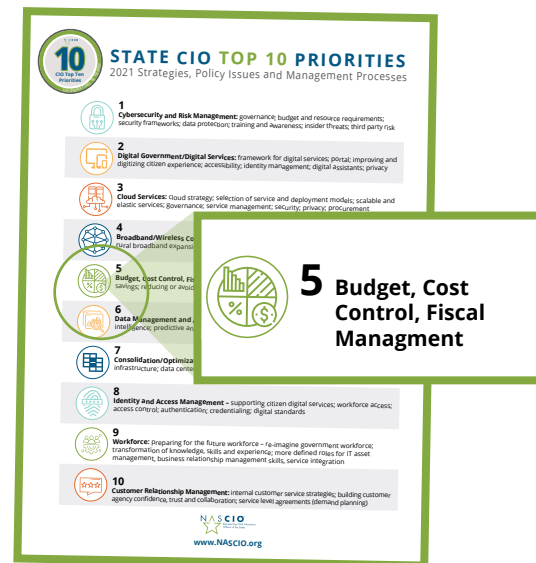 10
CIO Top Ten
Priorities
STATE CIO TOP 10 PRIORITIES
2021 Strategies, Policy Issues and Management Processes
1
Cybersecurity and Risk Management: governance; budget and resource requirements;
security frameworks; data protection; training and awareness; insider threats; third party risk
2
Digital Government/Digital Services: framework for digital services; portal; improving and
digitizing citizen experience; accessibility; identity management; digital assistants; privacy
3
Cloud Services: Cloud strategy; selection of service and deployment models; scalable and
elastic services; governance; service management; security; privacy; procurement
4
Broadband/Wireless Co
rural broadband expansi
5
Budget, Cost Control, Fis
savings; reducing or avoid
6
Data Management and
intelligence; predictive an
7
Consolidation/Optimiza
infrastructure; data cente
5 Budget, Cost
Control, Fiscal
Managment
8
Identity and Access Management – supporting citizen digital services; workforce access;
access control; authentication; credentialing; digital standards
9
Workforce: Preparing for the future workforce – re-imagine government workforce;
transformation of knowledge, skills and experience; more defined roles for IT asset
management, business relationship management skills, service integration
10
Customer Relationship Management: internal customer service strategies; building customer
agency confidence, trust and collaboration; service level agreements (demand planning)
NASCIO
www.NASCIO.org